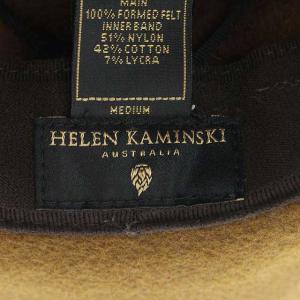 MAIN
100% FORMED FELT
INNER BAND
51% NYLON
42% COTTON
7% LYCRA
MEDIUM
HELEN KAMINSKI
AUSTRALIA